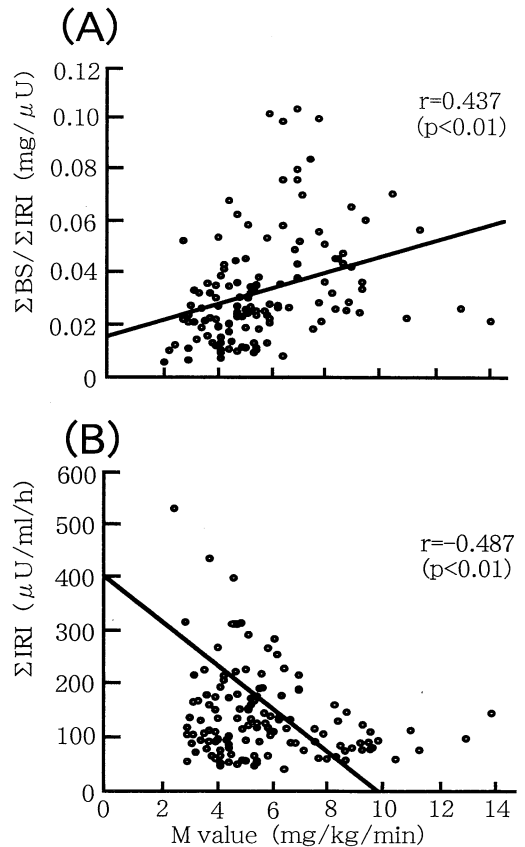 (A)
ΣBS/ΣIRI (mg/μU)
0.12
0.10
0.08
0.06
0.04
0.02
0
r=0.437
(p<0.01)
(B)
ΣIRI (μU/ml/h)
600
500
400
300
200
100
0
r=−0.487
(p<0.01)
0 2 4 6 8 10 12 14
M value (mg/kg/min)